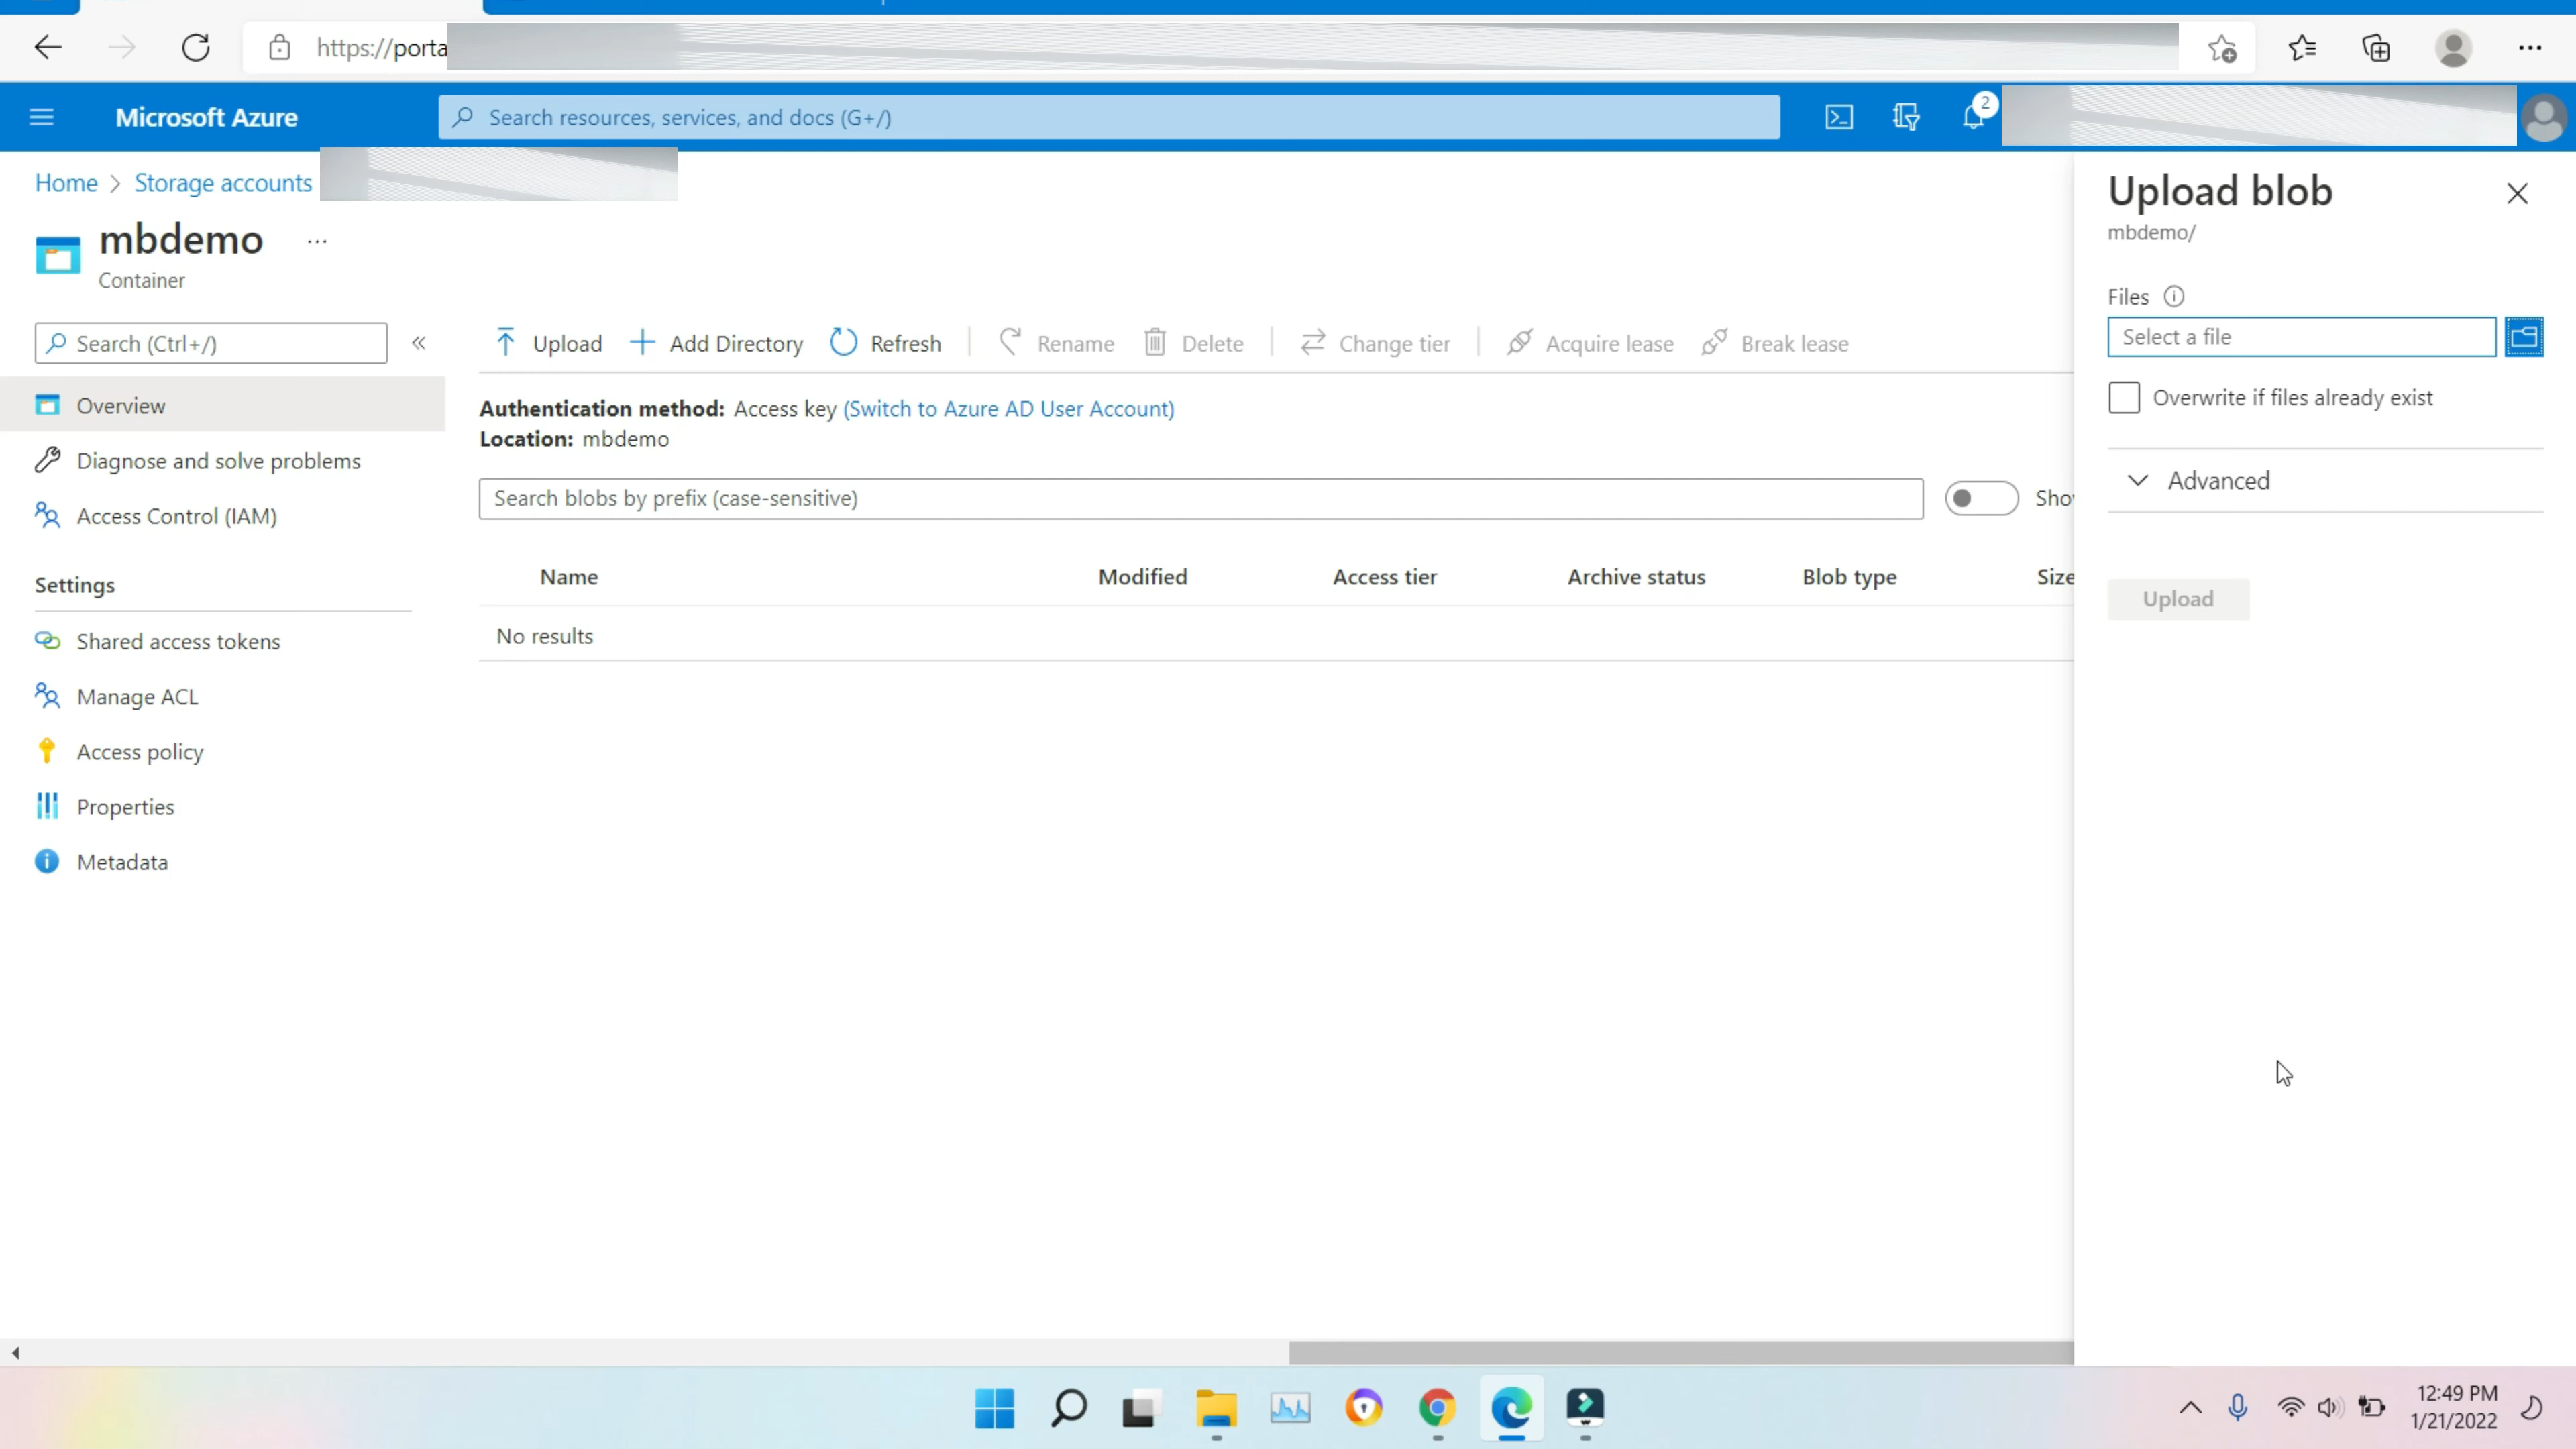 https://porta
Microsoft Azure
Search resources, services, and docs (G+/)
2
Home > Storage accounts
mbdemo ...
Container
Search (Ctrl+/)
«
Overview
Diagnose and solve problems
Access Control (IAM)
Settings
Shared access tokens
Manage ACL
Access policy
Properties
Metadata
Upload Add Directory Refresh Rename Delete Change tier Acquire lease Break lease
Authentication method: Access key (Switch to Azure AD User Account)
Location: mbdemo
Search blobs by prefix (case-sensitive)
Sho
Name Modified Access tier Archive status Blob type Size
No results
Upload blob
mbdemo/
Files
Select a file
Overwrite if files already exist
Advanced
Upload
12:49 PM
1/21/2022